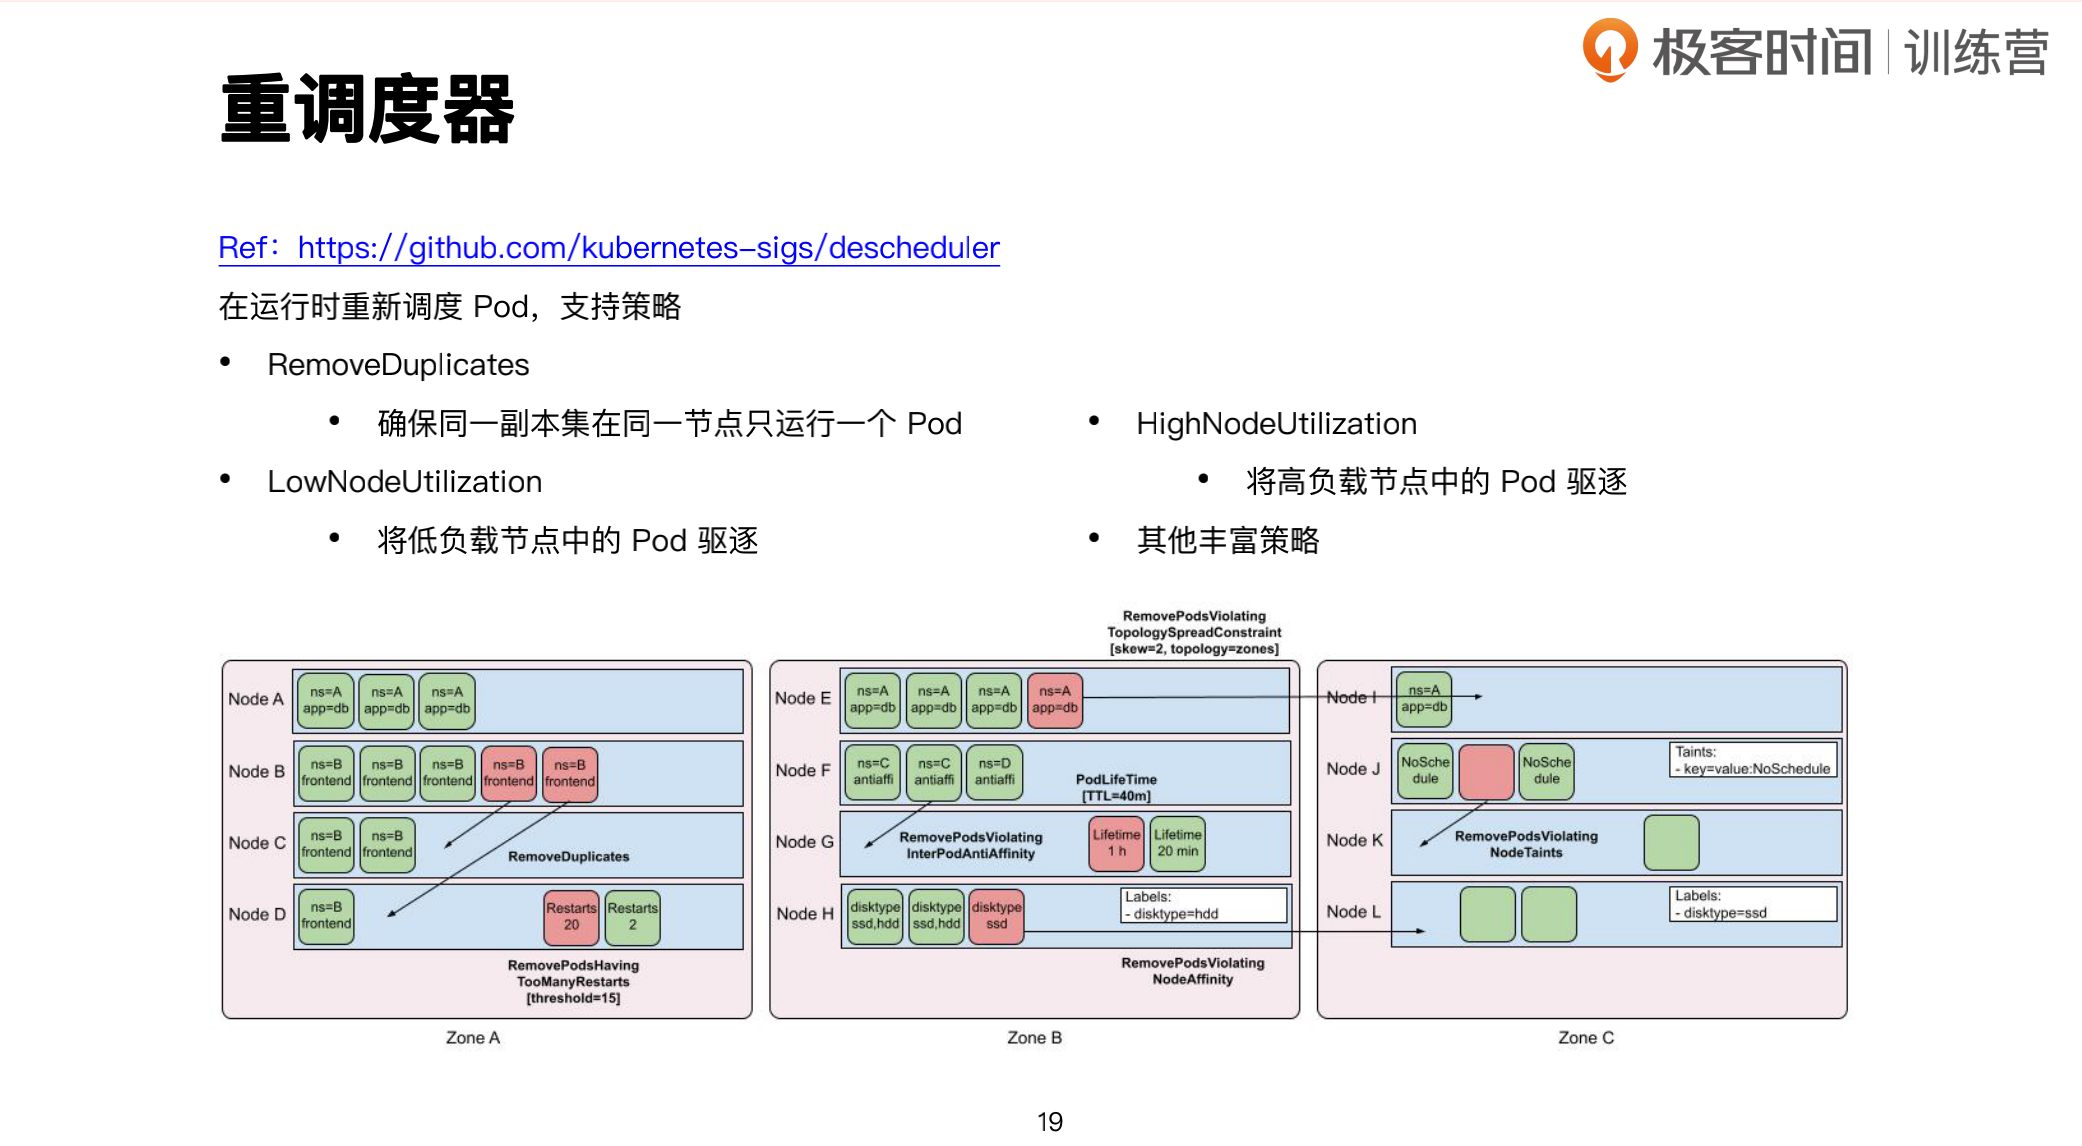 极客时间 | 训练营
重调度器
Ref：https://github.com/kubernetes-sigs/descheduler
在运行时重新调度 Pod，支持策略
• RemoveDuplicates
• 确保同一副本集在同一节点只运行一个 Pod
• LowNodeUtilization
• 将低负载节点中的 Pod 驱逐
• HighNodeUtilization
• 将高负载节点中的 Pod 驱逐
• 其他丰富策略
Node A
ns=A
app=db
ns=A
app=db
ns=A
app=db
Node B
ns=B
frontend
ns=B
frontend
ns=B
frontend
ns=B
frontend
ns=B
frontend
Node C
ns=B
frontend
ns=B
frontend
RemoveDuplicates
Node D
ns=B
frontend
Restarts
20
Restarts
2
RemovePodsHaving
TooManyRestarts
[threshold=15]
Zone A
RemovePodsViolating
TopologySpreadConstraint
[skew=2, topology=zones]
Node E
ns=A
app=db
ns=A
app=db
ns=A
app=db
ns=A
app=db
Node F
ns=C
antiaffi
ns=C
antiaffi
ns=D
antiaffi
PodLifeTime
[TTL=40m]
Node G
RemovePodsViolating
InterPodAntiAffinity
Lifetime
1 h
Lifetime
20 min
Node H
disktype
ssd,hdd
disktype
ssd,hdd
disktype
ssd
Labels:
- disktype=hdd
RemovePodsViolating
NodeAffinity
Zone B
Node I
ns=A
app=db
Node J
NoSche
dule
NoSche
dule
Taints:
- key=value:NoSchedule
Node K
RemovePodsViolating
NodeTaints
Node L
Labels:
- disktype=ssd
Zone C
19